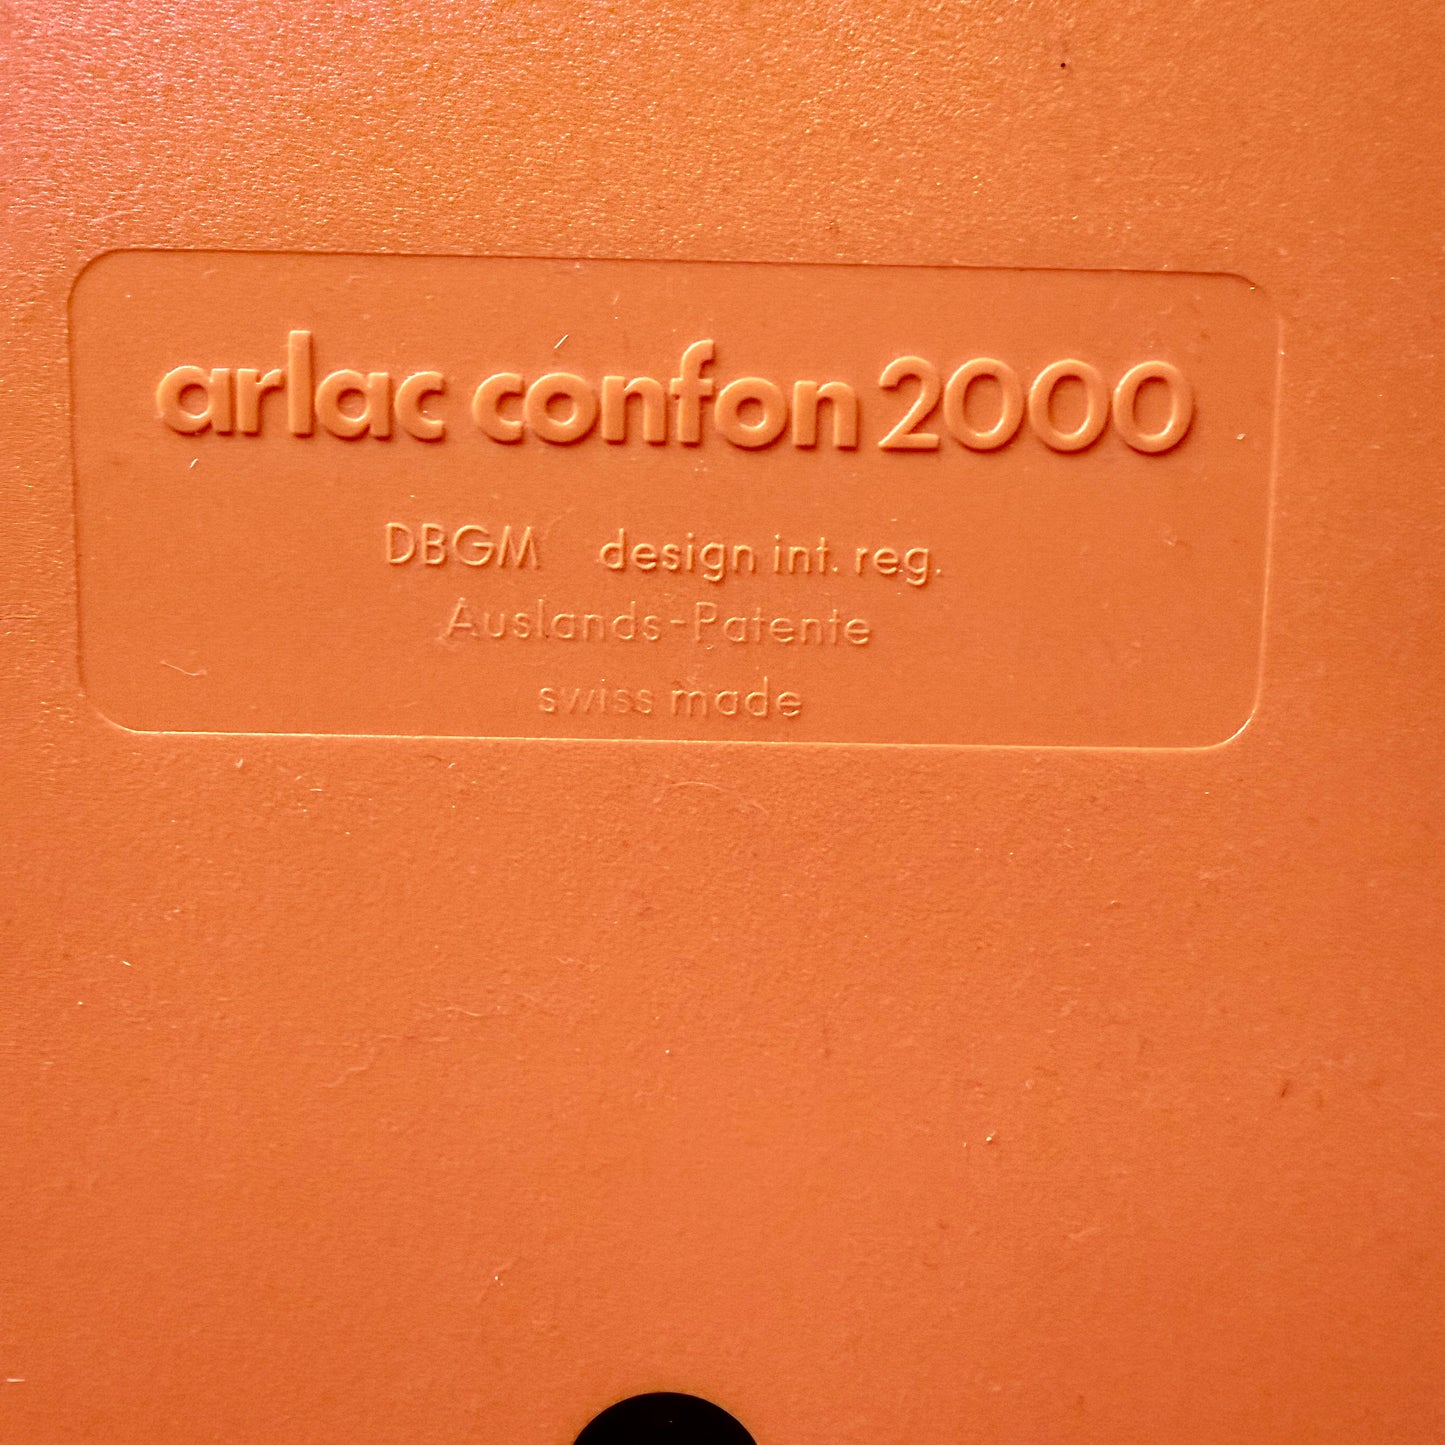 arlac confon 2000
DBGM design int. reg.
Auslands-Patente
swiss made